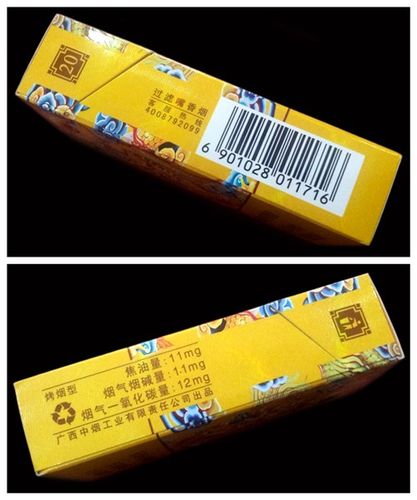 20
过滤嘴香烟
客服热线
4008792099
6 901028 011716
烤烟型
焦油量:11mg
烟气烟碱量:1.1mg
烟气一氧化碳量:12mg
广西中烟工业有限责任公司出品